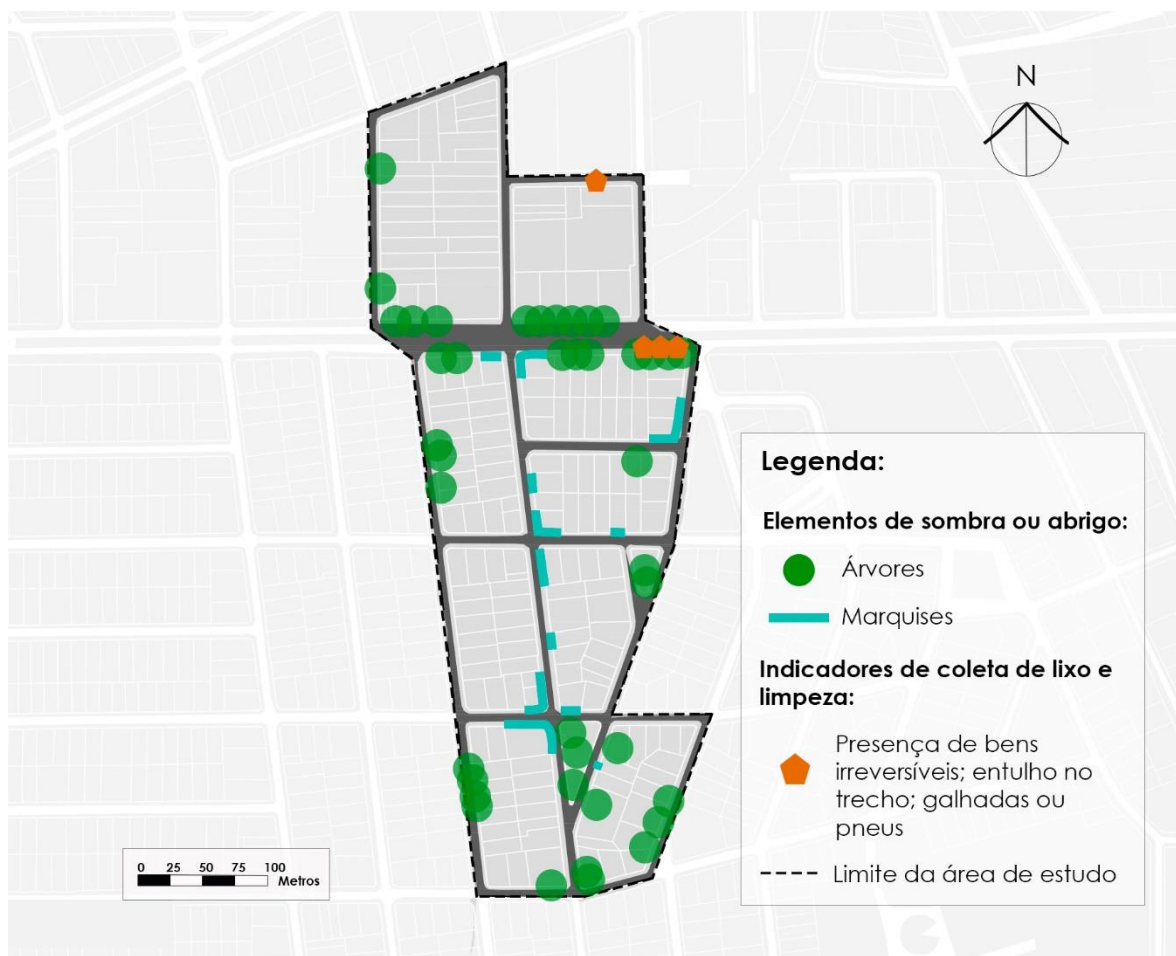 N
Legenda:
Elementos de sombra ou abrigo:
Árvores
Marquises
Indicadores de coleta de lixo e
limpeza:
Presença de bens
irreversíveis; entulho no
trecho; galhadas ou
pneus
Limite da área de estudo
0 25 50 75 100
Metros